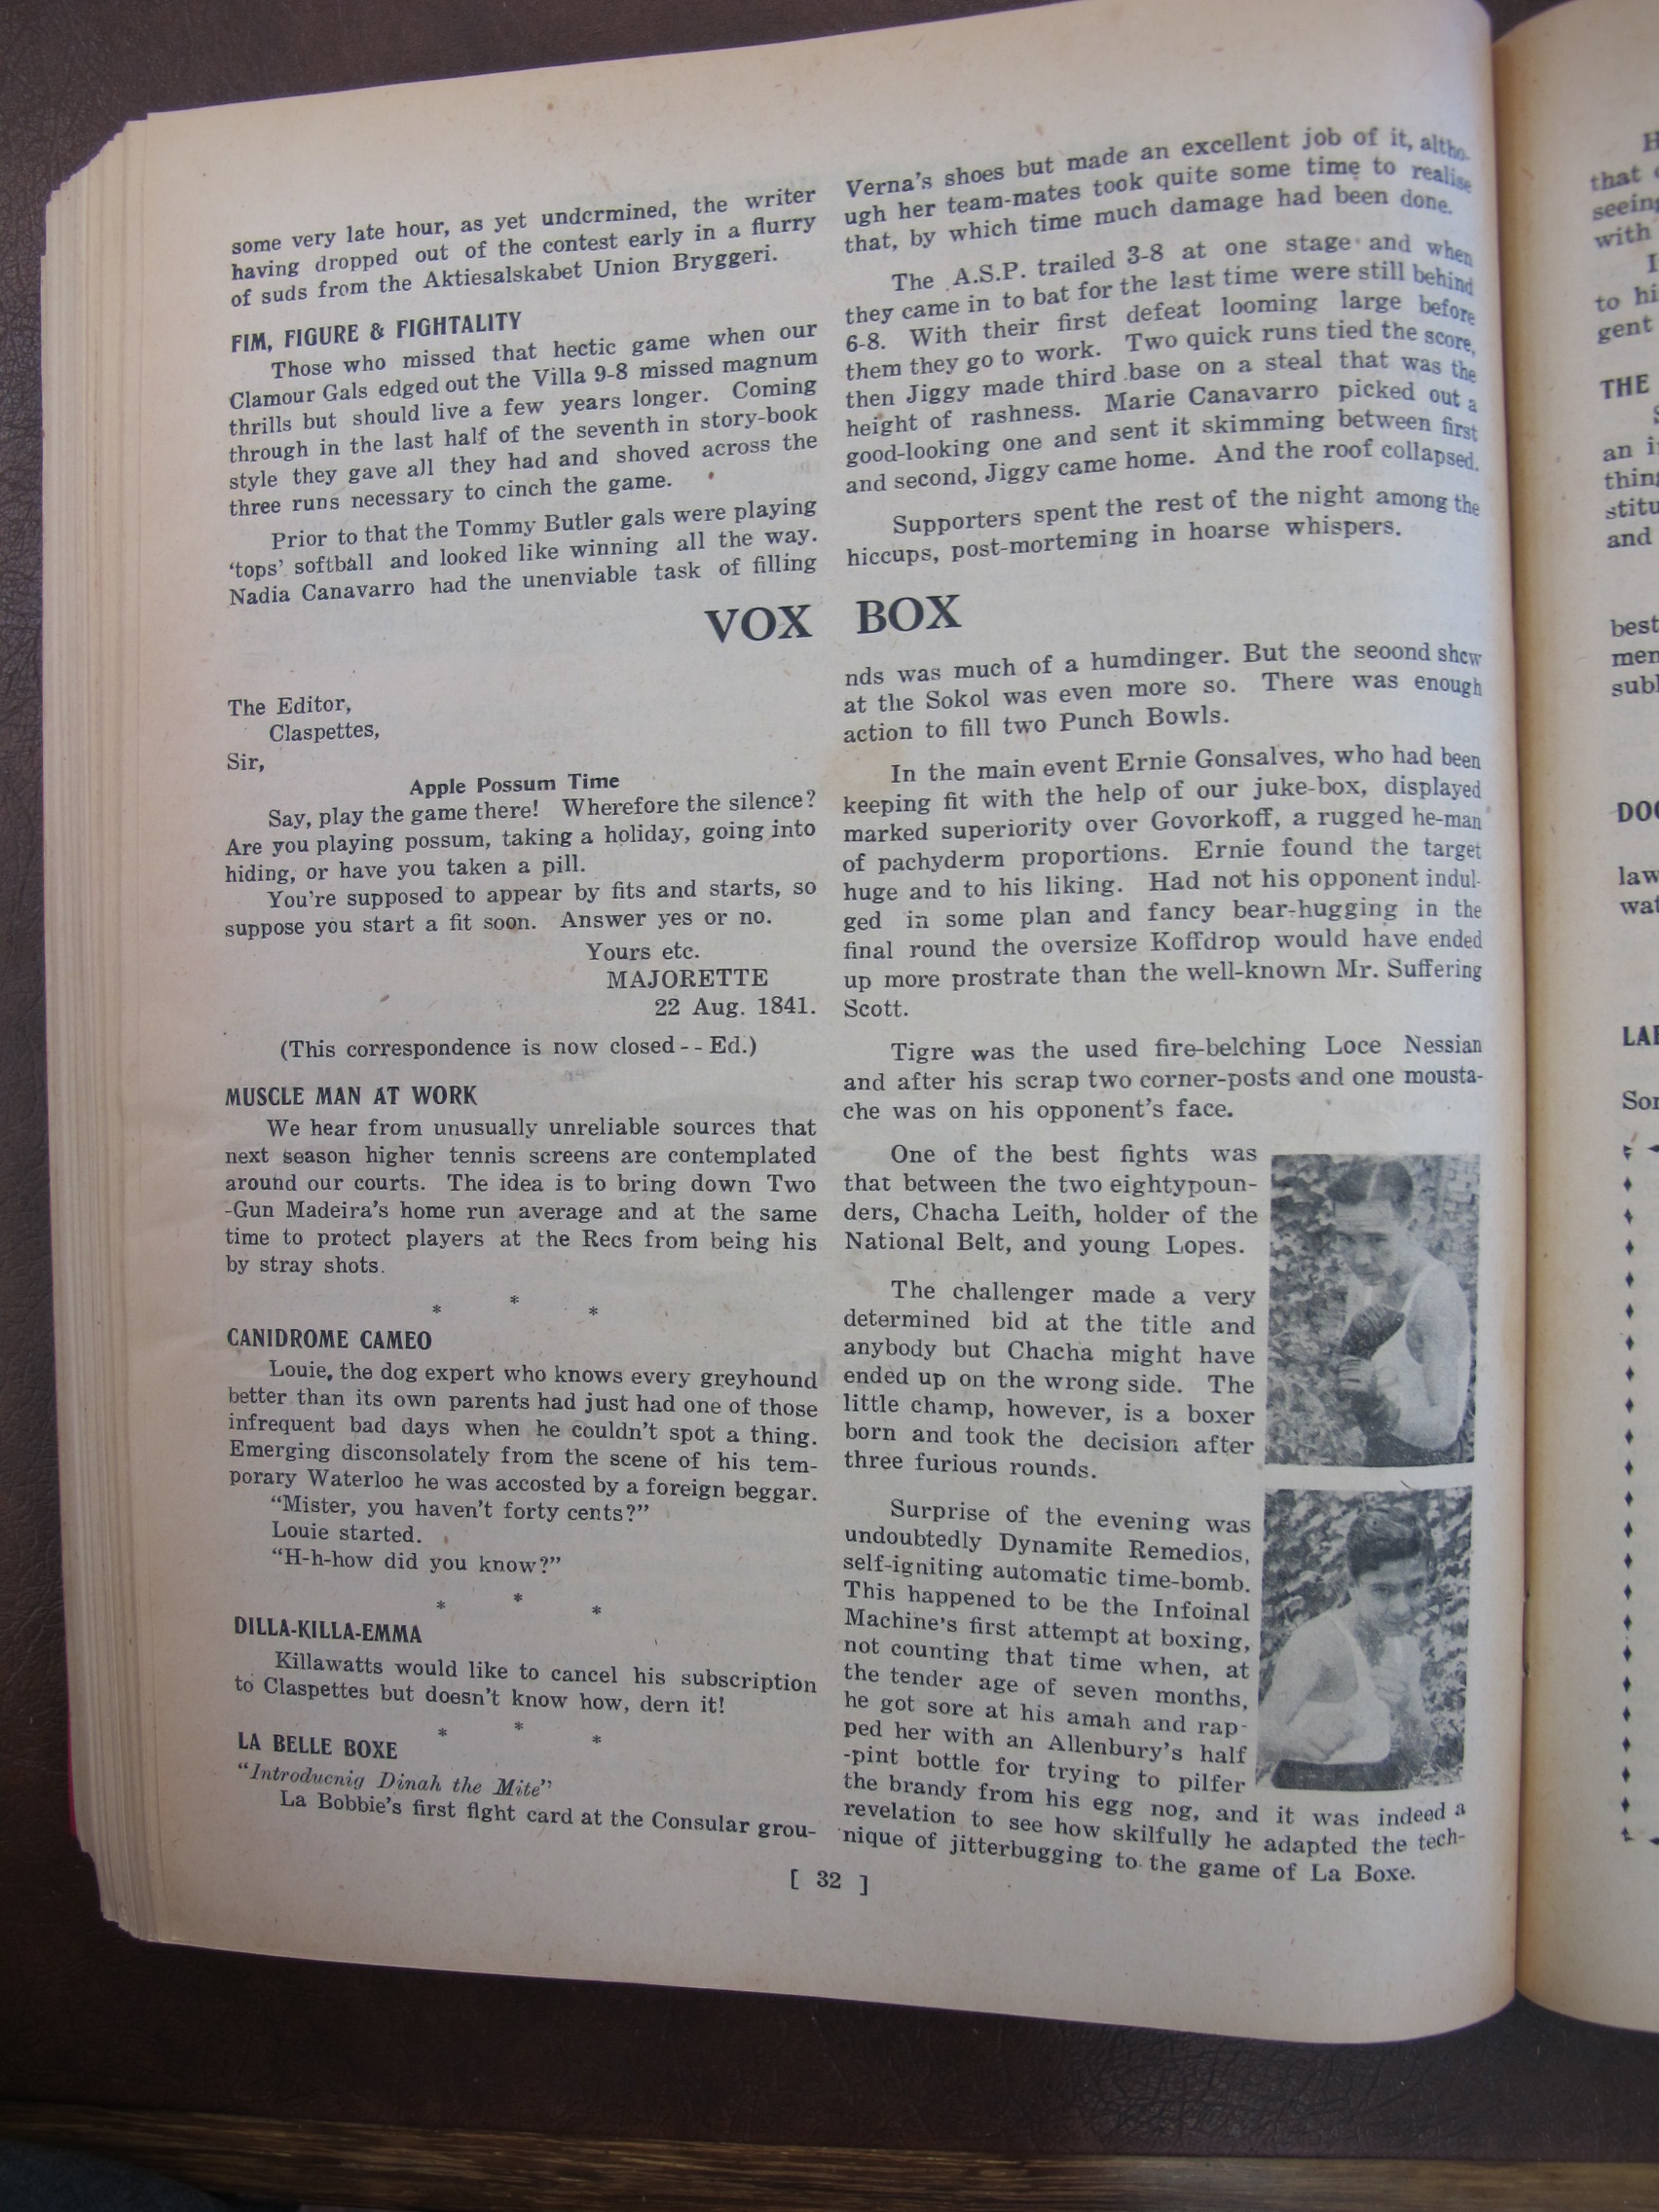 some very late hour, as yet undcrmined, the writer
having dropped out of the contest early in a flurry
of suds from the Aktiesalskabet Union Bryggeri.
FIM, FIGURE & FIGHTALITY
Those who missed that hectic game when our
Clamour Gals edged out the Villa 9-8 missed magnum
thrills but should live a few years longer. Coming
through in the last half of the seventh in story-book
style they gave all they had and shoved across the
three runs necessary to cinch the game.
Prior to that the Tommy Butler gals were playing
‘tops’ softball and looked like winning all the way.
Nadia Canavarro had the unenviable task of filling
Verna’s shoes but made an excellent job of it, altho-
ugh her team-mates took quite some time to realise
that, by which time much damage had been done.
The A.S.P. trailed 3-8 at one stage and when
they came in to bat for the last time were still behind
6-8. With their first defeat looming large before
them they go to work. Two quick runs tied the score,
then Jiggy made third base on a steal that was the
height of rashness. Marie Canavarro picked out a
good-looking one and sent it skimming between first
and second, Jiggy came home. And the roof collapsed.
Supporters spent the rest of the night among the
hiccups, post-morteming in hoarse whispers.
VOX BOX
The Editor,
Claspettes,
Sir,
Apple Possum Time
Say, play the game there! Wherefore the silence?
Are you playing possum, taking a holiday, going into
hiding, or have you taken a pill.
You’re supposed to appear by fits and starts, so
suppose you start a fit soon. Answer yes or no.
Yours etc.
MAJORETTE
22 Aug. 1841.
(This correspondence is now closed - - Ed.)
MUSCLE MAN AT WORK
We hear from unusually unreliable sources that
next season higher tennis screens are contemplated
around our courts. The idea is to bring down Two
-Gun Madeira’s home run average and at the same
time to protect players at the Recs from being his
by stray shots.
* * *
CANIDROME CAMEO
Louie, the dog expert who knows every greyhound
better than its own parents had just had one of those
infrequent bad days when he couldn’t spot a thing.
Emerging disconsolately from the scene of his tem-
porary Waterloo he was accosted by a foreign beggar.
“Mister, you haven’t forty cents?”
Louie started.
“H-h-how did you know?”
* * *
DILLA-KILLA-EMMA
Killawatts would like to cancel his subscription
to Claspettes but doesn’t know how, dern it!
* * *
LA BELLE BOXE
“Introducnig Dinah the Mite”
La Bobbie’s first fight card at the Consular grou-
nds was much of a humdinger. But the seoond shcw
at the Sokol was even more so. There was enough
action to fill two Punch Bowls.
In the main event Ernie Gonsalves, who had been
keeping fit with the help of our juke-box, displayed
marked superiority over Govorkoff, a rugged he-man
of pachyderm proportions. Ernie found the target
huge and to his liking. Had not his opponent indul-
ged in some plan and fancy bear-hugging in the
final round the oversize Koffdrop would have ended
up more prostrate than the well-known Mr. Suffering
Scott.
Tigre was the used fire-belching Loce Nessian
and after his scrap two corner-posts and one mousta-
che was on his opponent’s face.
One of the best fights was
that between the two eightypoun-
ders, Chacha Leith, holder of the
National Belt, and young Lopes.
The challenger made a very
determined bid at the title and
anybody but Chacha might have
ended up on the wrong side. The
little champ, however, is a boxer
born and took the decision after
three furious rounds.
Surprise of the evening was
undoubtedly Dynamite Remedios,
self-igniting automatic time-bomb.
This happened to be the Infoinal
Machine’s first attempt at boxing,
not counting that time when, at
the tender age of seven months,
he got sore at his amah and rap-
ped her with an Allenbury’s half
-pint bottle for trying to pilfer
the brandy from his egg nog, and it was indeed a
revelation to see how skilfully he adapted the tech-
nique of jitterbugging to the game of La Boxe.
[ 32 ]
that
seeing
with
to hi
gent
THE
an
thing
stitu
and
best
men
subl
DOG
law
wat
LAB
Son